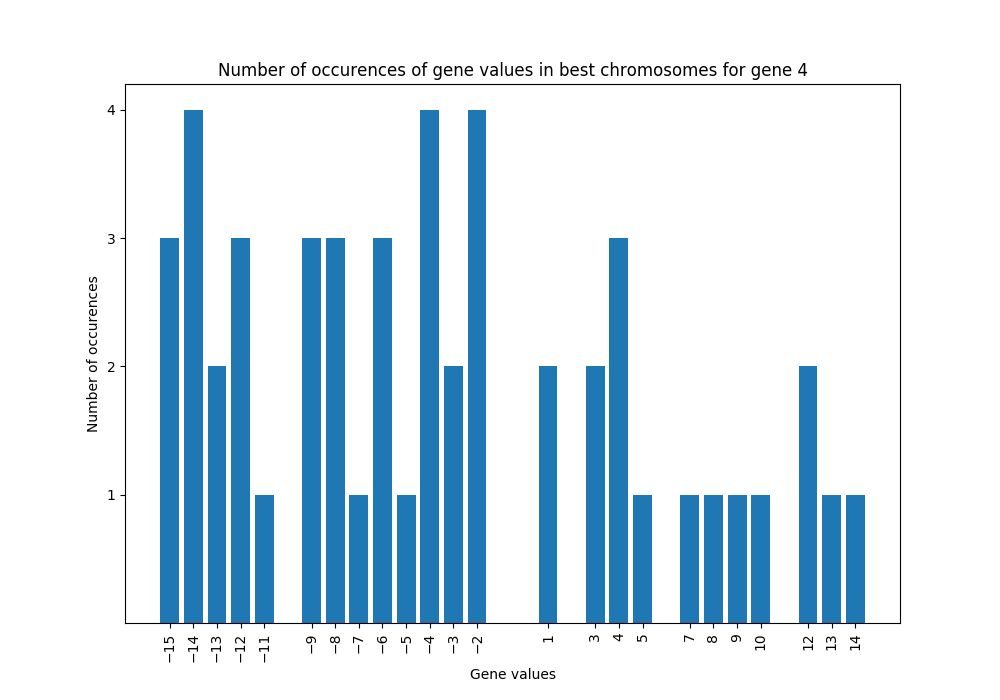 Number of occurences of gene values in best chromosomes for gene 4
4
3
2
1
Number of occurences
−15 −14 −13 −12 −11 −9 −8 −7 −6 −5 −4 −3 −2 1 3 4 5 7 8 9 10 12 13 14
Gene values